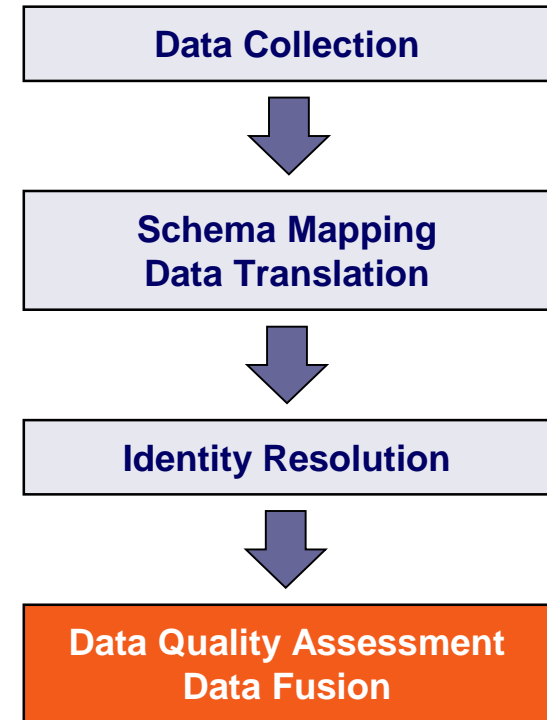 Data Collection
Schema Mapping
Data Translation
Identity Resolution
Data Quality Assessment
Data Fusion